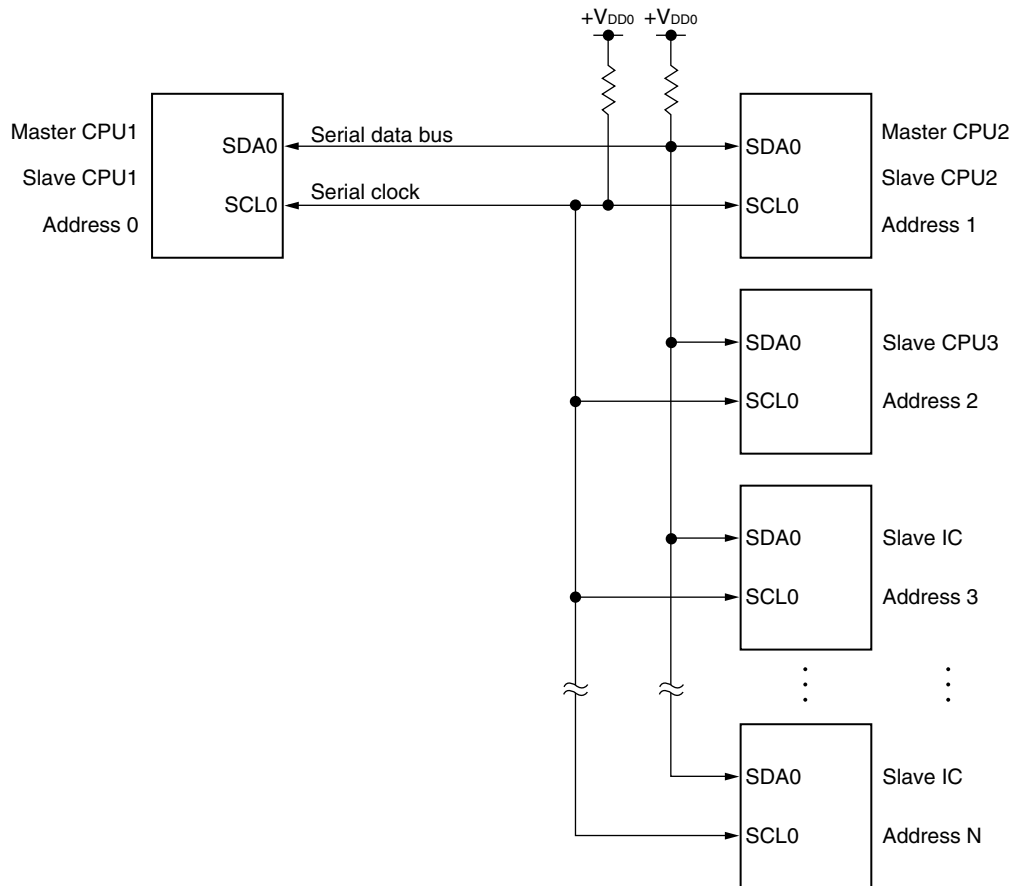 +VDD0 +VDD0
Master CPU1
Slave CPU1
Address 0
SDA0
SCL0
Serial data bus
Serial clock
SDA0
SCL0
Master CPU2
Slave CPU2
Address 1
SDA0
SCL0
Slave CPU3
Address 2
SDA0
SCL0
Slave IC
Address 3
SDA0
SCL0
Slave IC
Address N